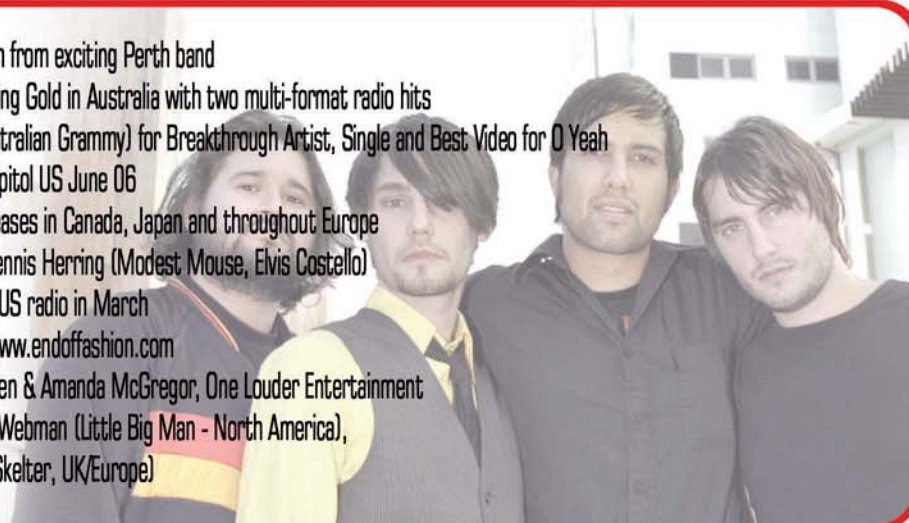 from exciting Perth band
ing Gold in Australia with two multi-format radio hits
tralian Grammy) for Breakthrough Artist, Single and Best Video for O Yeah
pitol US June 06
eases in Canada, Japan and throughout Europe
ennis Herring (Modest Mouse, Elvis Costello)
US radio in March
ww.endoffashion.com
en & Amanda McGregor, One Louder Entertainment
Webman (Little Big Man - North America),
Skelter, UK/Europe)